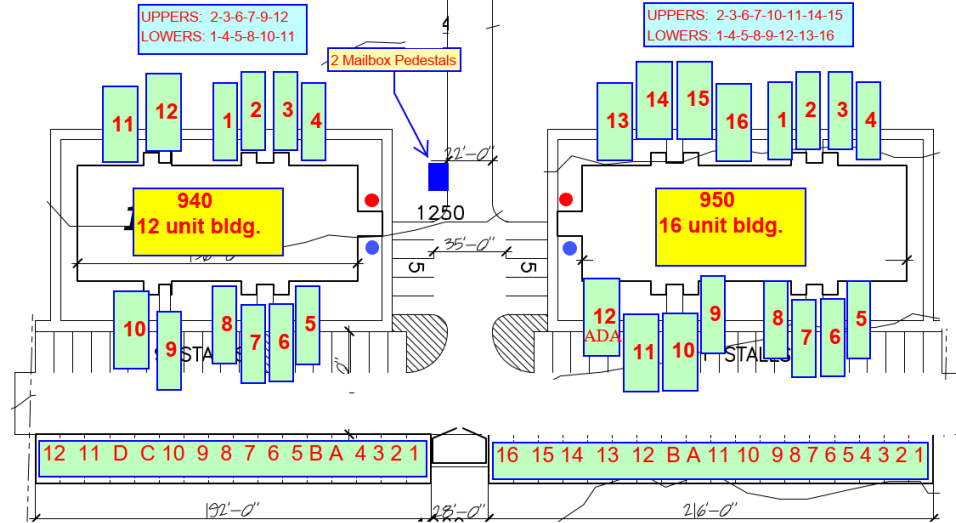 UPPERS: 2-3-6-7-9-12
LOWERS: 1-4-5-8-10-11
UPPERS: 2-3-6-7-10-11-14-15
LOWERS: 1-4-5-8-9-12-13-16
4
2 Mailbox Pedestals
11 12 1 2 3 4
13 14 15 16 1 2 3 4
22'-0"
940
12 unit bldg.
950
16 unit bldg.
1250
35'-0"
5
5
10 9 8 7 6 5
12
ADA
11 10 9 8 7 6 5
STALLS
12 11 D C 10 9 8 7 6 5 B A 4 3 2 1
16 15 14 13 12 B A 11 10 9 8 7 6 5 4 3 2 1
192'-0"
28'-0"
216'-0"